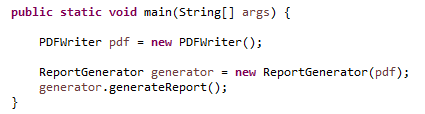 public static void main(String[] args) {
PDFWriter pdf = new PDFWriter();
ReportGenerator generator = new ReportGenerator(pdf);
generator.generateReport();
}